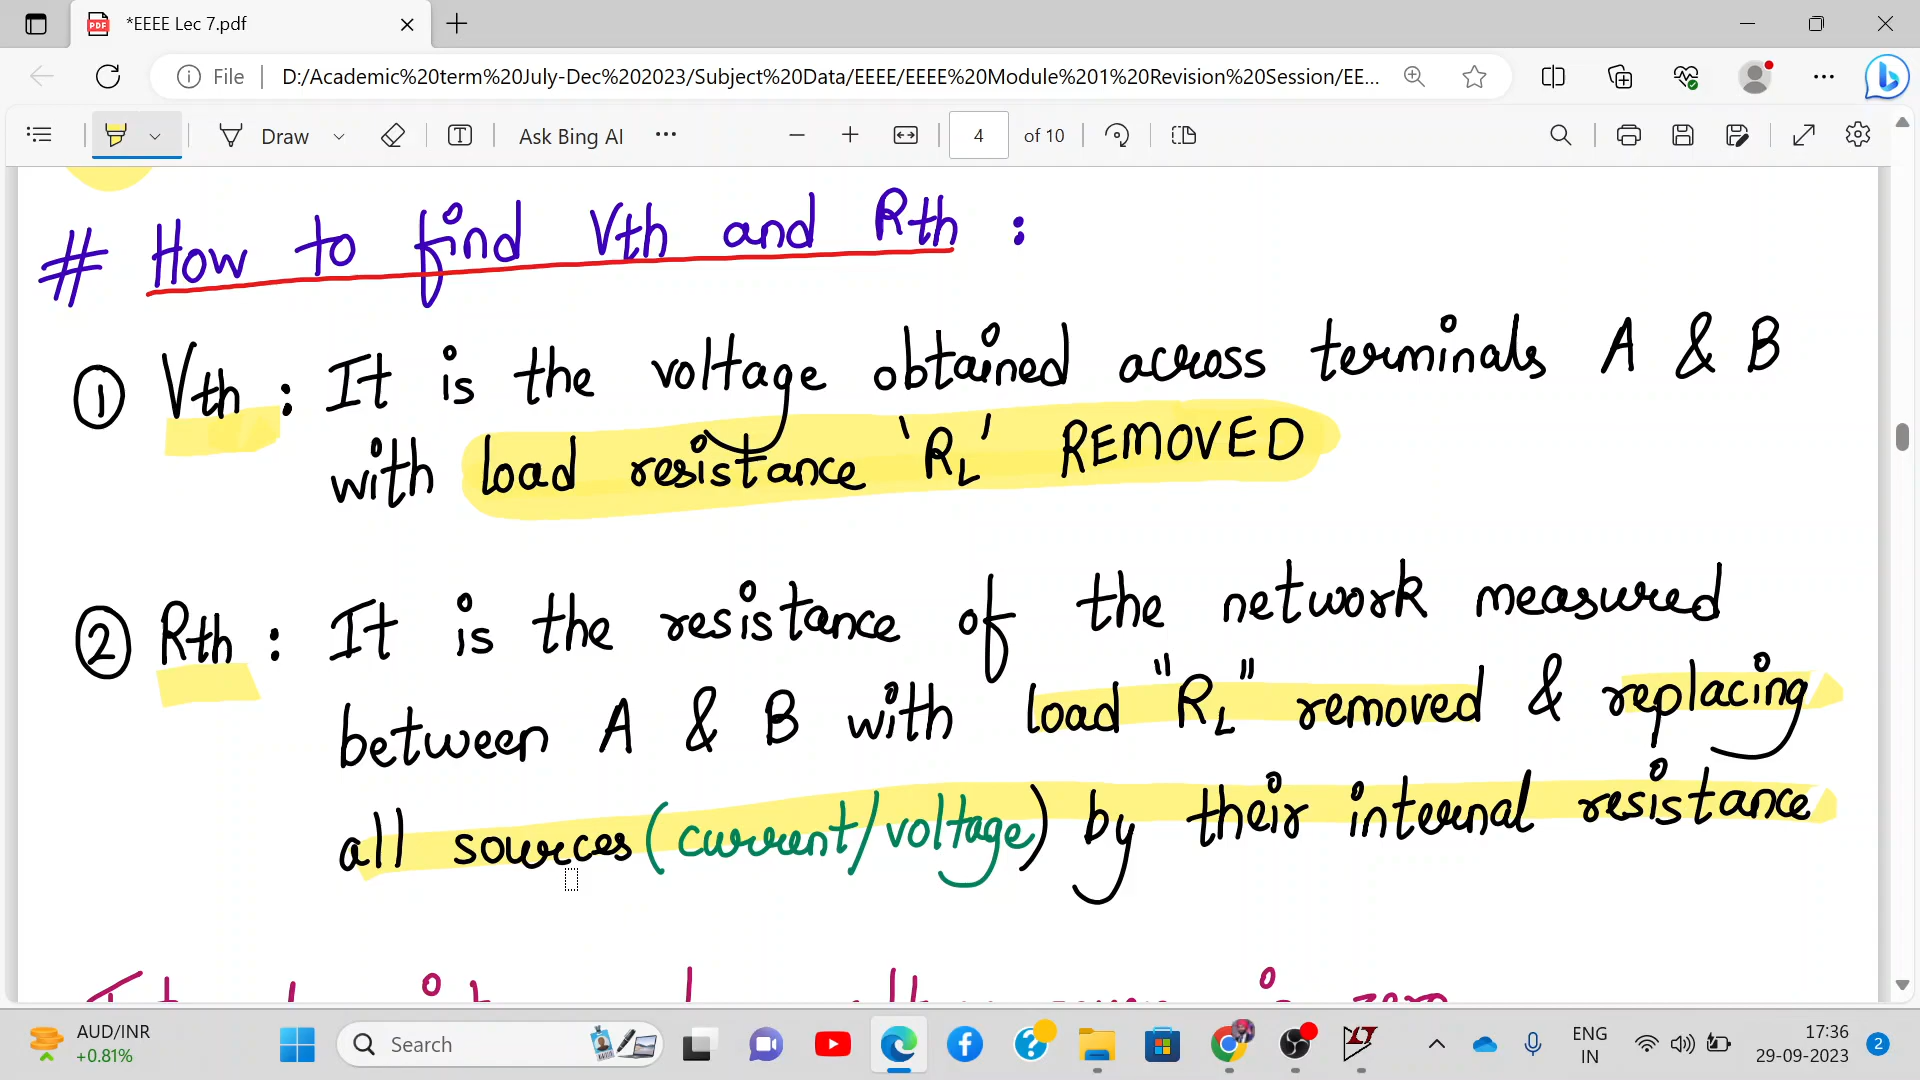 *EEEE Lec 7.pdf
File
D:/Academic%20term%20July-Dec%202023/Subject%20Data/EEEE/EEEE%20Module%201%20Revision%20Session/EE...
Draw
Ask Bing AI
4 of 10
# How to find Vth and Rth :
① Vth : It is the voltage obtained across terminals A & B
with load resistance 'RL' REMOVED
② Rth : It is the resistance of the network measured
between A & B with load "RL" removed & replacing
all sources (current/voltage) by their internal resistance
AUD/INR
+0.81%
Search
ENG
IN
17:36
29-09-2023
2